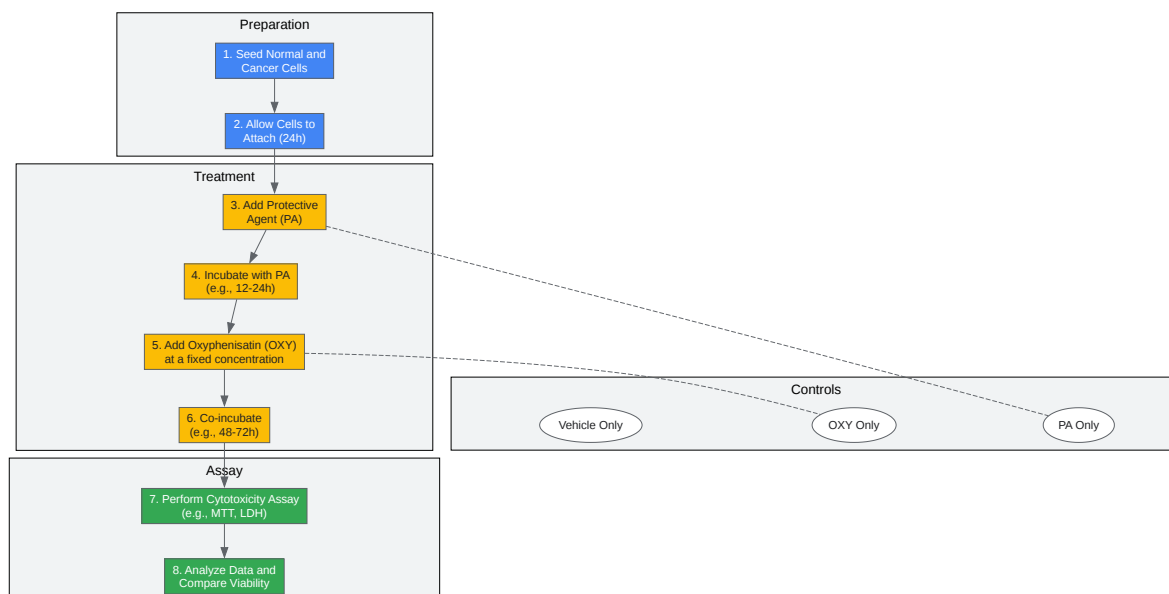 Preparation
1. Seed Normal and
Cancer Cells
2. Allow Cells to
Attach (24h)
Treatment
3. Add Protective
Agent (PA)
4. Incubate with PA
(e.g., 12-24h)
5. Add Oxyphenisatin (OXY)
at a fixed concentration
6. Co-incubate
(e.g., 48-72h)
Controls
Vehicle Only
OXY Only
PA Only
Assay
7. Perform Cytotoxicity Assay
(e.g., MTT, LDH)
8. Analyze Data and
Compare Viability